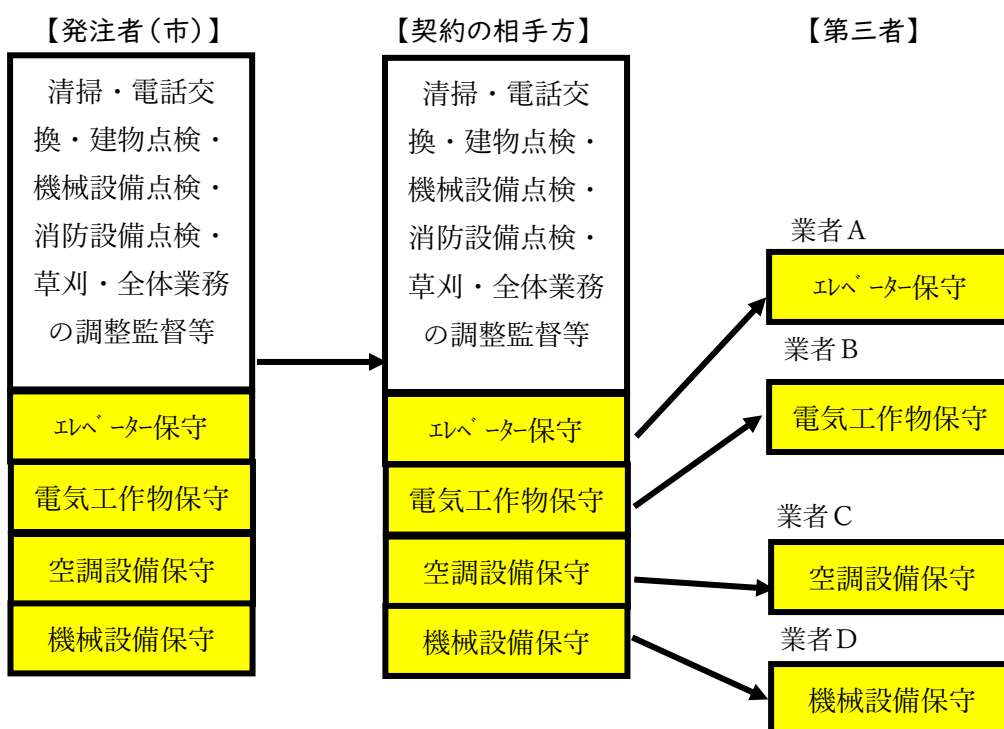 【発注者（市）】
清掃・電話交
換・建物点検・
機械設備点検・
消防設備点検・
草刈・全体業務
の調整監督等
ｴﾚﾍﾞｰﾀｰ保守
電気工作物保守
空調設備保守
機械設備保守
【契約の相手方】
清掃・電話交
換・建物点検・
機械設備点検・
消防設備点検・
草刈・全体業務
の調整監督等
ｴﾚﾍﾞｰﾀｰ保守
電気工作物保守
空調設備保守
機械設備保守
【第三者】
業者Ａ
ｴﾚﾍﾞｰﾀｰ保守
業者Ｂ
電気工作物保守
業者Ｃ
空調設備保守
業者Ｄ
機械設備保守